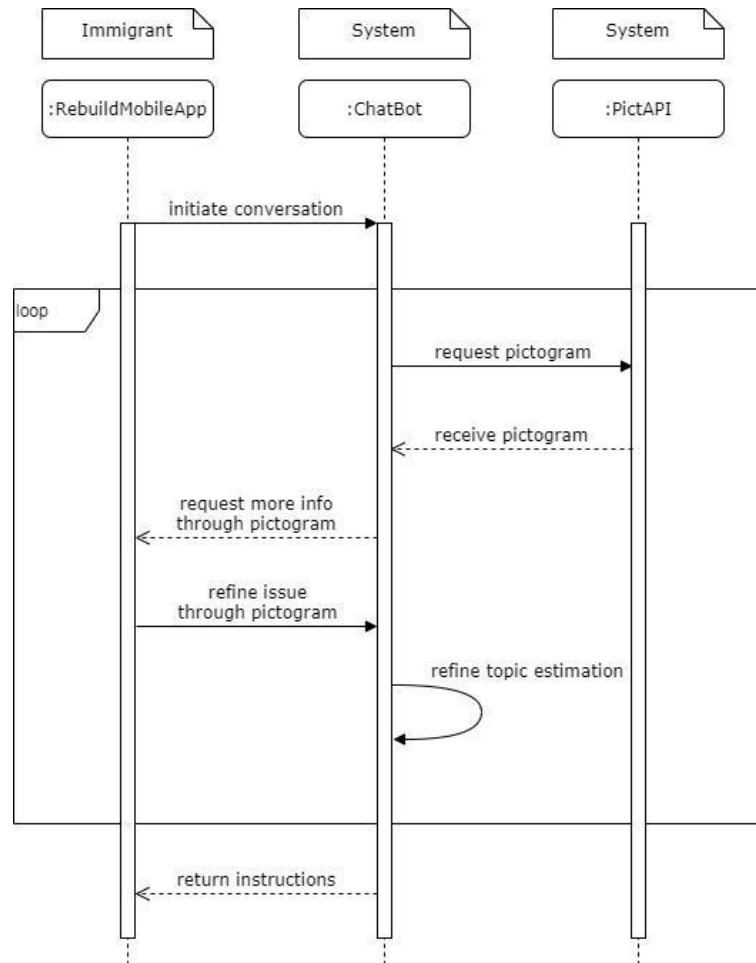 Immigrant
System
System
:RebuildMobileApp
:ChatBot
:PictAPI
initiate conversation
loop
request pictogram
receive pictogram
request more info
through pictogram
refine issue
through pictogram
refine topic estimation
return instructions